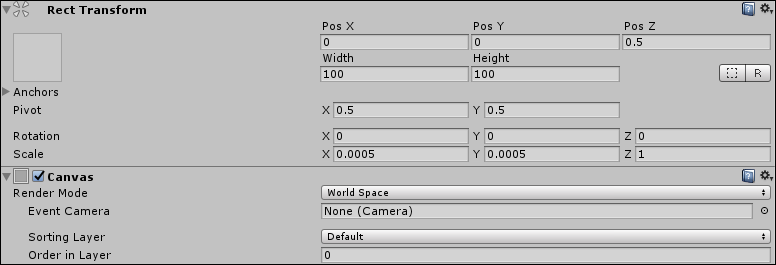 Rect Transform
Pos X Pos Y Pos Z
0 0 0.5
Width Height
100 100
R
Anchors
Pivot X 0.5 Y 0.5
Rotation X 0 Y 0 Z 0
Scale X 0.0005 Y 0.0005 Z 1
Canvas
Render Mode World Space
Event Camera None (Camera)
Sorting Layer Default
Order in Layer 0